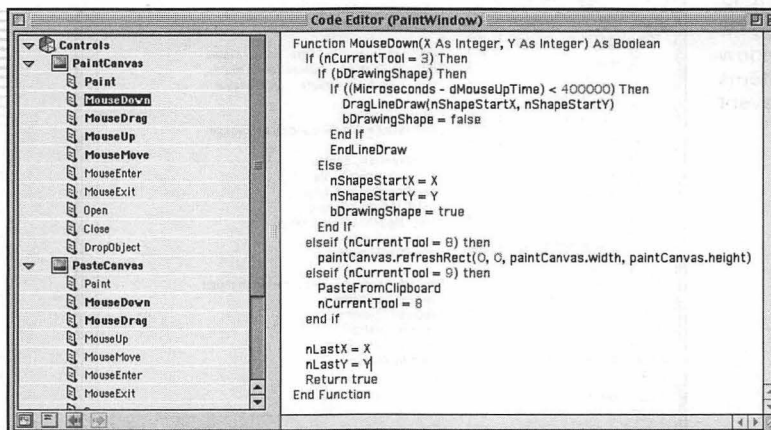 Code Editor (PaintWindow)
Controls
PaintCanvas
Paint
MouseDown
MouseDrag
MouseUp
MouseMove
MouseEnter
MouseExit
Open
Close
DropObject
PasteCanvas
Paint
MouseDown
MouseDrag
MouseUp
MouseMove
MouseEnter
MouseExit
Function MouseDown(X As Integer, Y As Integer) As Boolean
If (nCurrentTool = 3) Then
If (bDrawingShape) Then
If ((Microseconds - dMouseUpTime) < 400000) Then
DragLineDraw(nShapeStartX, nShapeStartY)
bDrawingShape = false
End If
EndLineDraw
Else
nShapeStartX = X
nShapeStartY = Y
bDrawingShape = true
End If
elseif (nCurrentTool = 8) then
paintCanvas.refreshRect(0, 0, paintCanvas.width, paintCanvas.height)
elseif (nCurrentTool = 9) then
PasteFromClipboard
nCurrentTool = 8
end if
nLastX = X
nLastY = Y
Return true
End Function